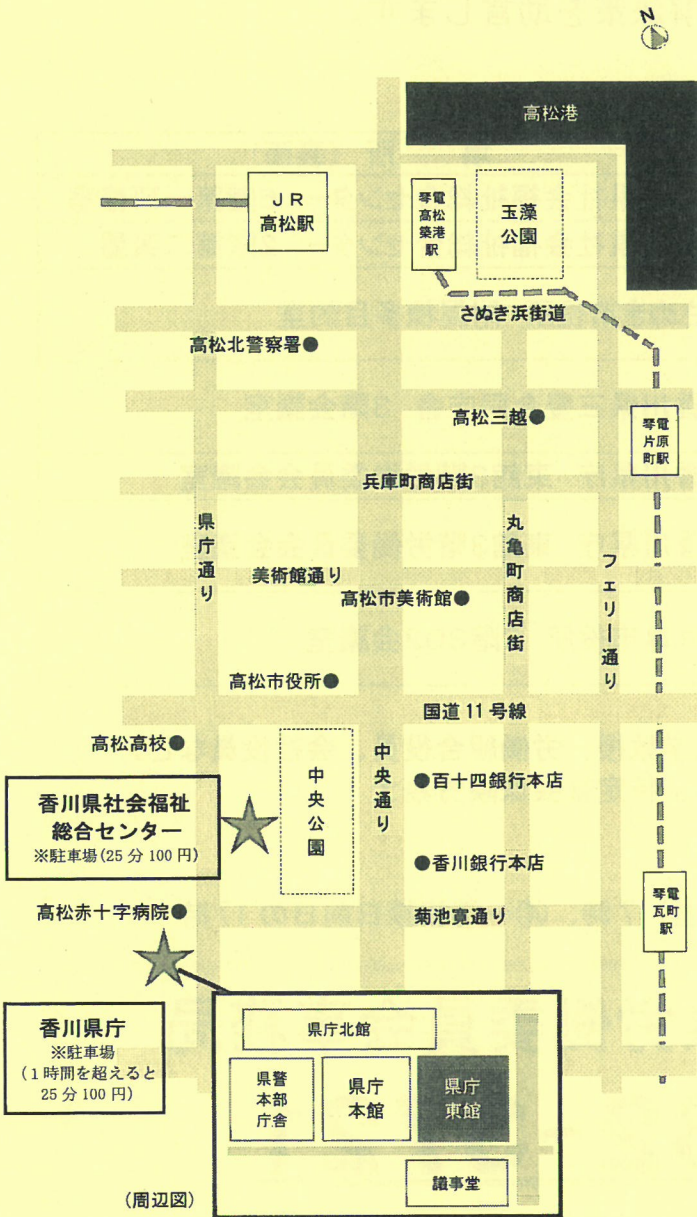 N
高松港
JR
高松駅
琴電
高松
築港
駅
玉藻
公園
さぬき浜街道
高松北警察署●
高松三越●
琴電
片原
町駅
兵庫町商店街
県庁通り
丸亀町商店街
フェリー通り
美術館通り
高松市美術館●
高松市役所●
国道11号線
高松高校●
中央公園
中央通り
●百十四銀行本店
香川県社会福祉
総合センター
※駐車場(25分100円)
●香川銀行本店
高松赤十字病院●
菊池寛通り
琴電
瓦町
駅
香川県庁
※駐車場
(1時間を超えると
25分100円)
県庁北館
県警
本部
庁舎
県庁
本館
県庁
東館
議事堂
(周辺図)